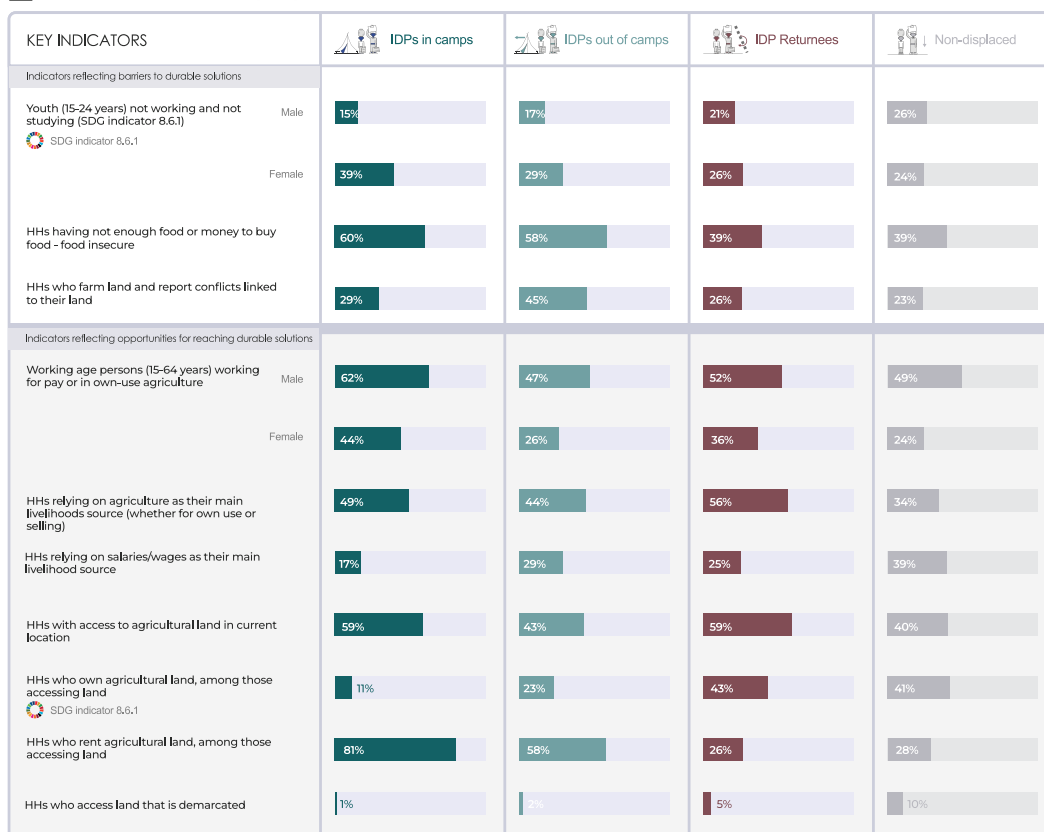 KEY INDICATORS
IDPs in camps
IDPs out of camps
IDP Returnees
Non-displaced
Indicators reflecting barriers to durable solutions
Youth (15-24 years) not working and not
studying (SDG indicator 8.6.1)
Male
SDG indicator 8.6.1
15%
17%
21%
26%
Female
39%
29%
26%
24%
HHs having not enough food or money to buy
food - food insecure
60%
58%
39%
39%
HHs who farm land and report conflicts linked
to their land
29%
45%
26%
23%
Indicators reflecting opportunities for reaching durable solutions
Working age persons (15-64 years) working
for pay or in own-use agriculture
Male
62%
47%
52%
49%
Female
44%
26%
36%
24%
HHs relying on agriculture as their main
livelihoods source (whether for own use or
selling)
49%
44%
56%
34%
HHs relying on salaries/wages as their main
livelihood source
17%
29%
25%
39%
HHs with access to agricultural land in current
location
59%
43%
59%
40%
HHs who own agricultural land, among those
accessing land
SDG indicator 8.6.1
11%
23%
43%
41%
HHs who rent agricultural land, among those
accessing land
81%
58%
26%
28%
HHs who access land that is demarcated
1%
2%
5%
10%